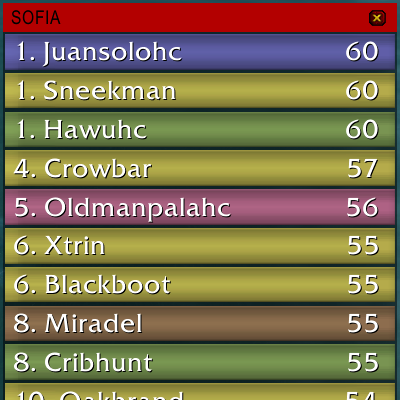 SOFIA
1. Juansolohc 60
1. Sneekman 60
1. Hawuhc 60
4. Crowbar 57
5. Oldmanpalahc 56
6. Xtrin 55
6. Blackboot 55
8. Miradel 55
8. Cribhunt 55
10. Oakbrand 54